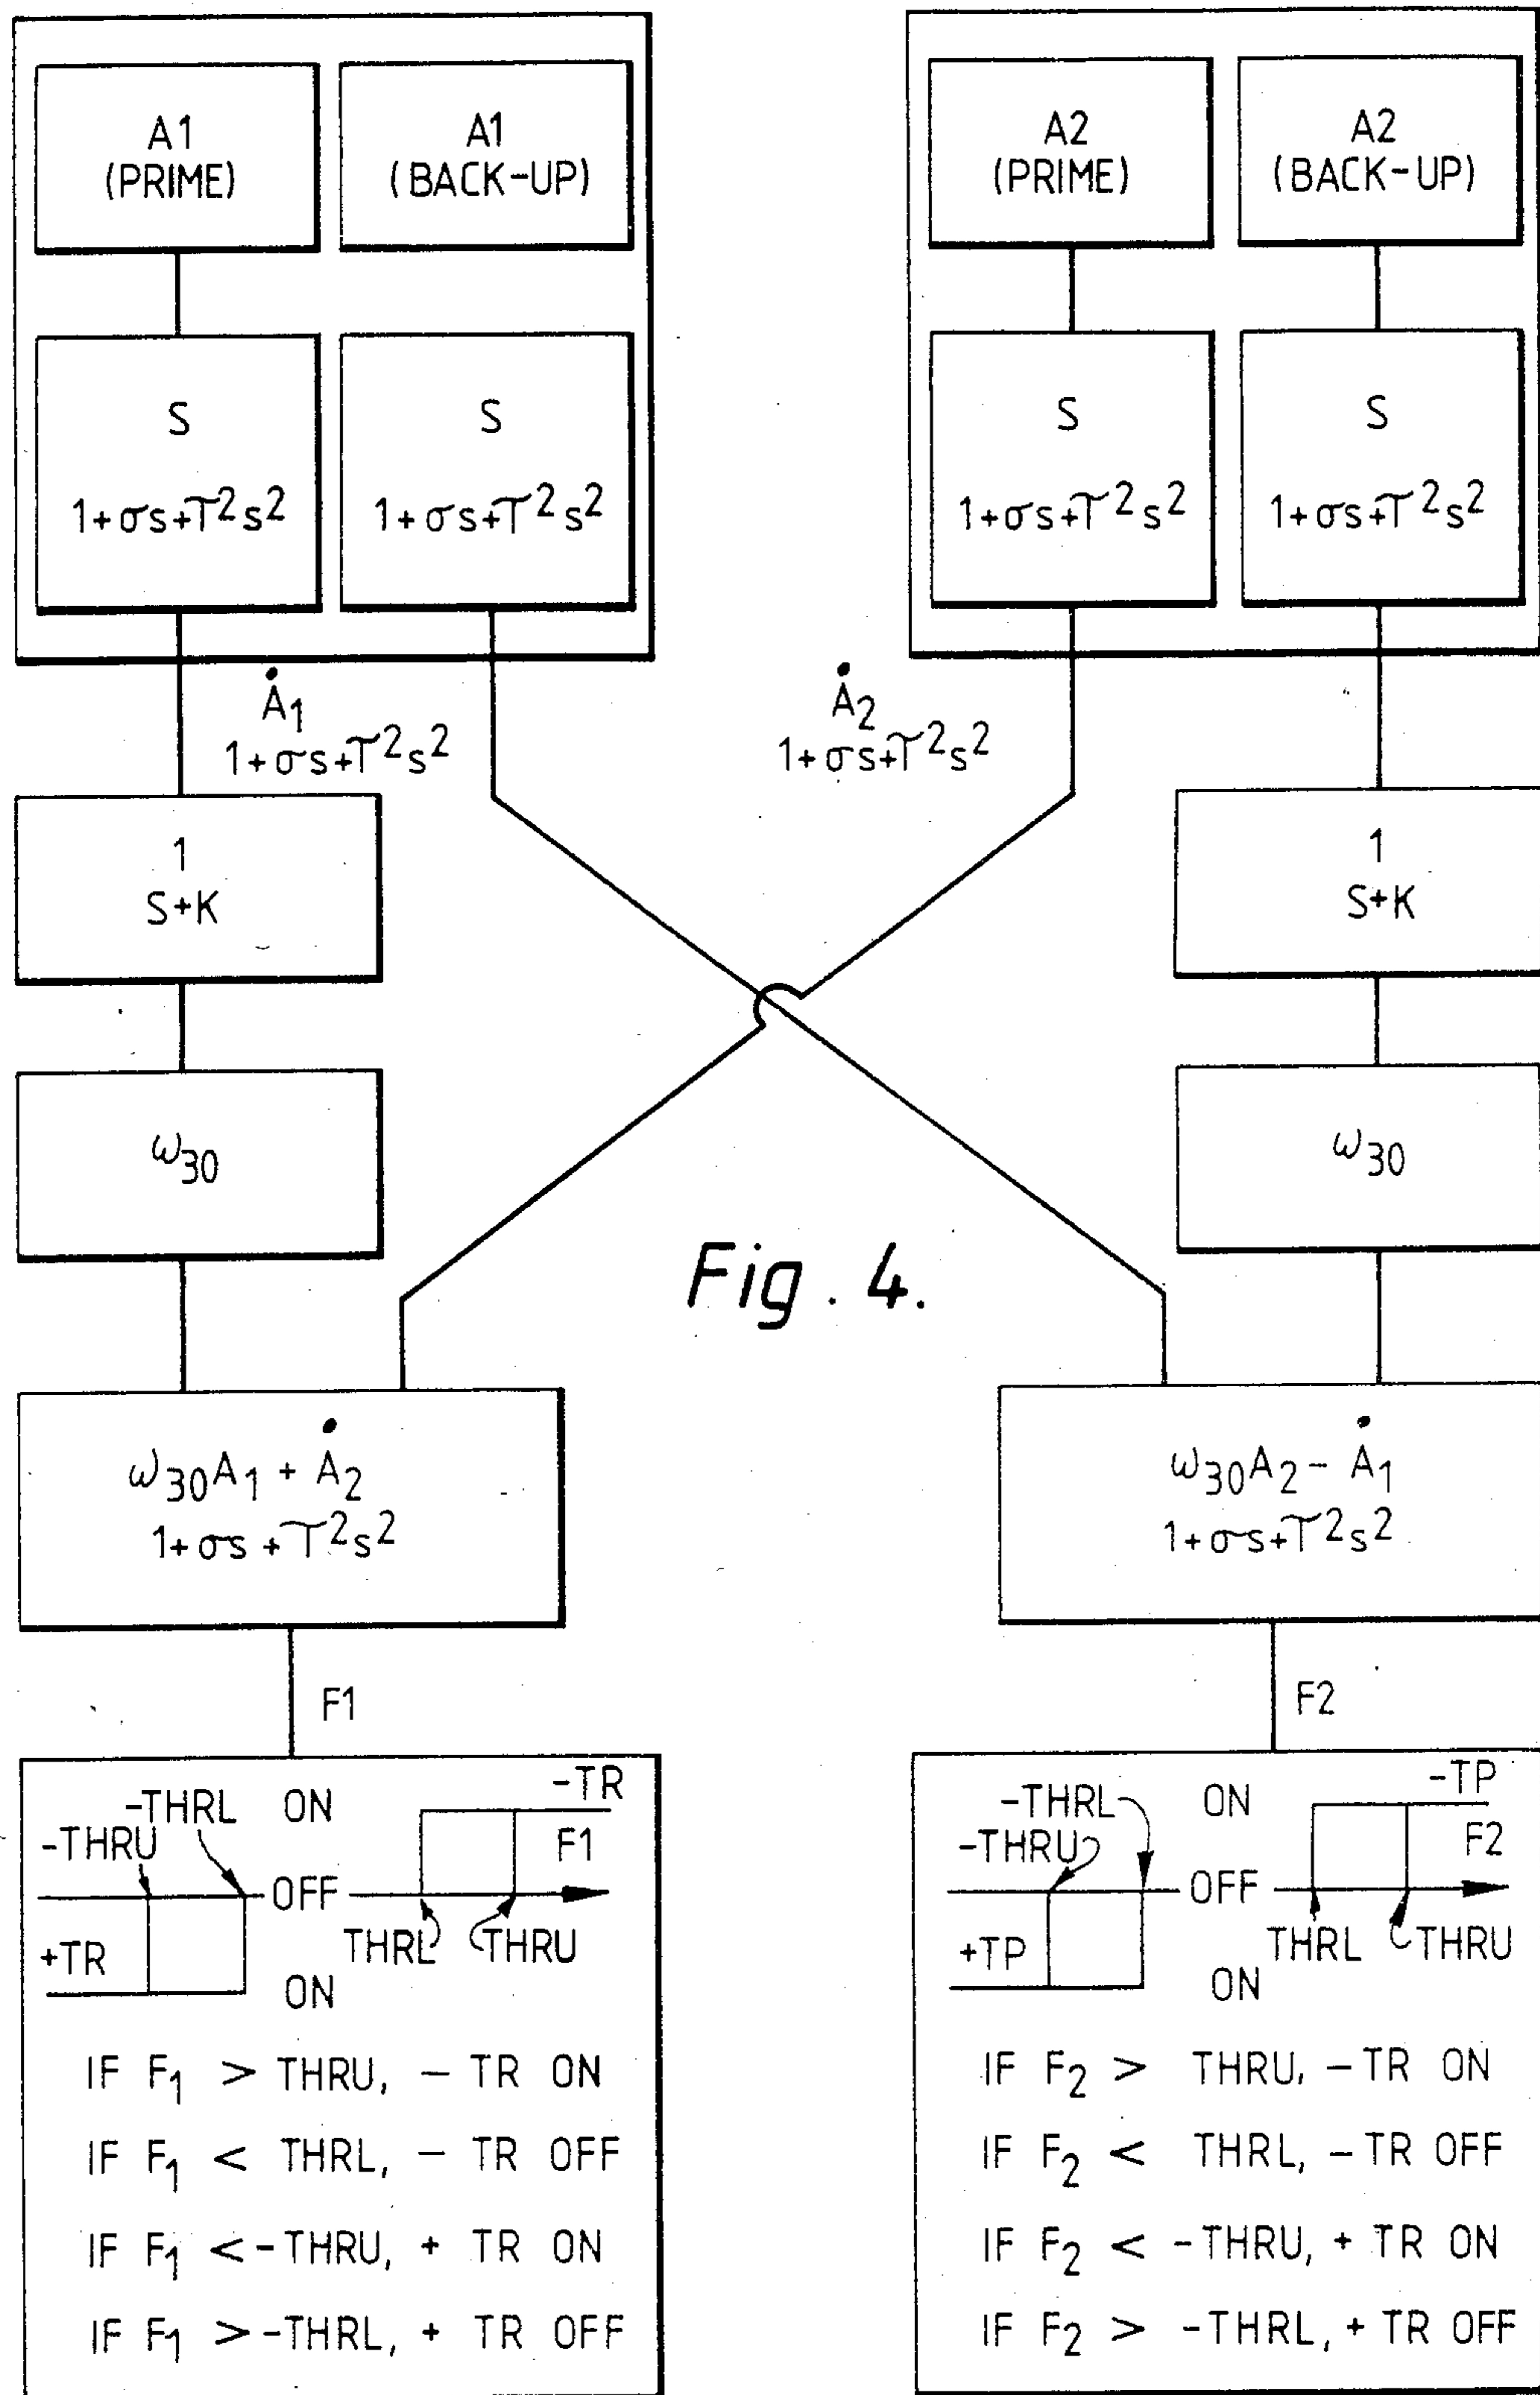 A1
(PRIME)
A1
(BACK-UP)
A2
(PRIME)
A2
(BACK-UP)
S
1+σs+T²s²
S
1+σs+T²s²
S
1+σs+T²s²
S
1+σs+T²s²
Ȧ₁
1+σs+T²s²
Ȧ₂
1+σs+T²s²
1
S+K
1
S+K
ω₃₀
ω₃₀
Fig. 4.
ω₃₀A₁ + Ȧ₂
1+σs+T²s²
ω₃₀A₂ - Ȧ₁
1+σs+T²s²
F1
F2
-THRL ON -TR
-THRU F1
OFF
THRL THRU
+TR
ON
IF F₁ > THRU, - TR ON
IF F₁ < THRL, - TR OFF
IF F₁ < -THRU, + TR ON
IF F₁ > -THRL, + TR OFF
-THRL ON -TP
-THRU F2
OFF
+TP THRL THRU
ON
IF F₂ > THRU, - TR ON
IF F₂ < THRL, - TR OFF
IF F₂ < -THRU, + TR ON
IF F₂ > -THRL, + TR OFF